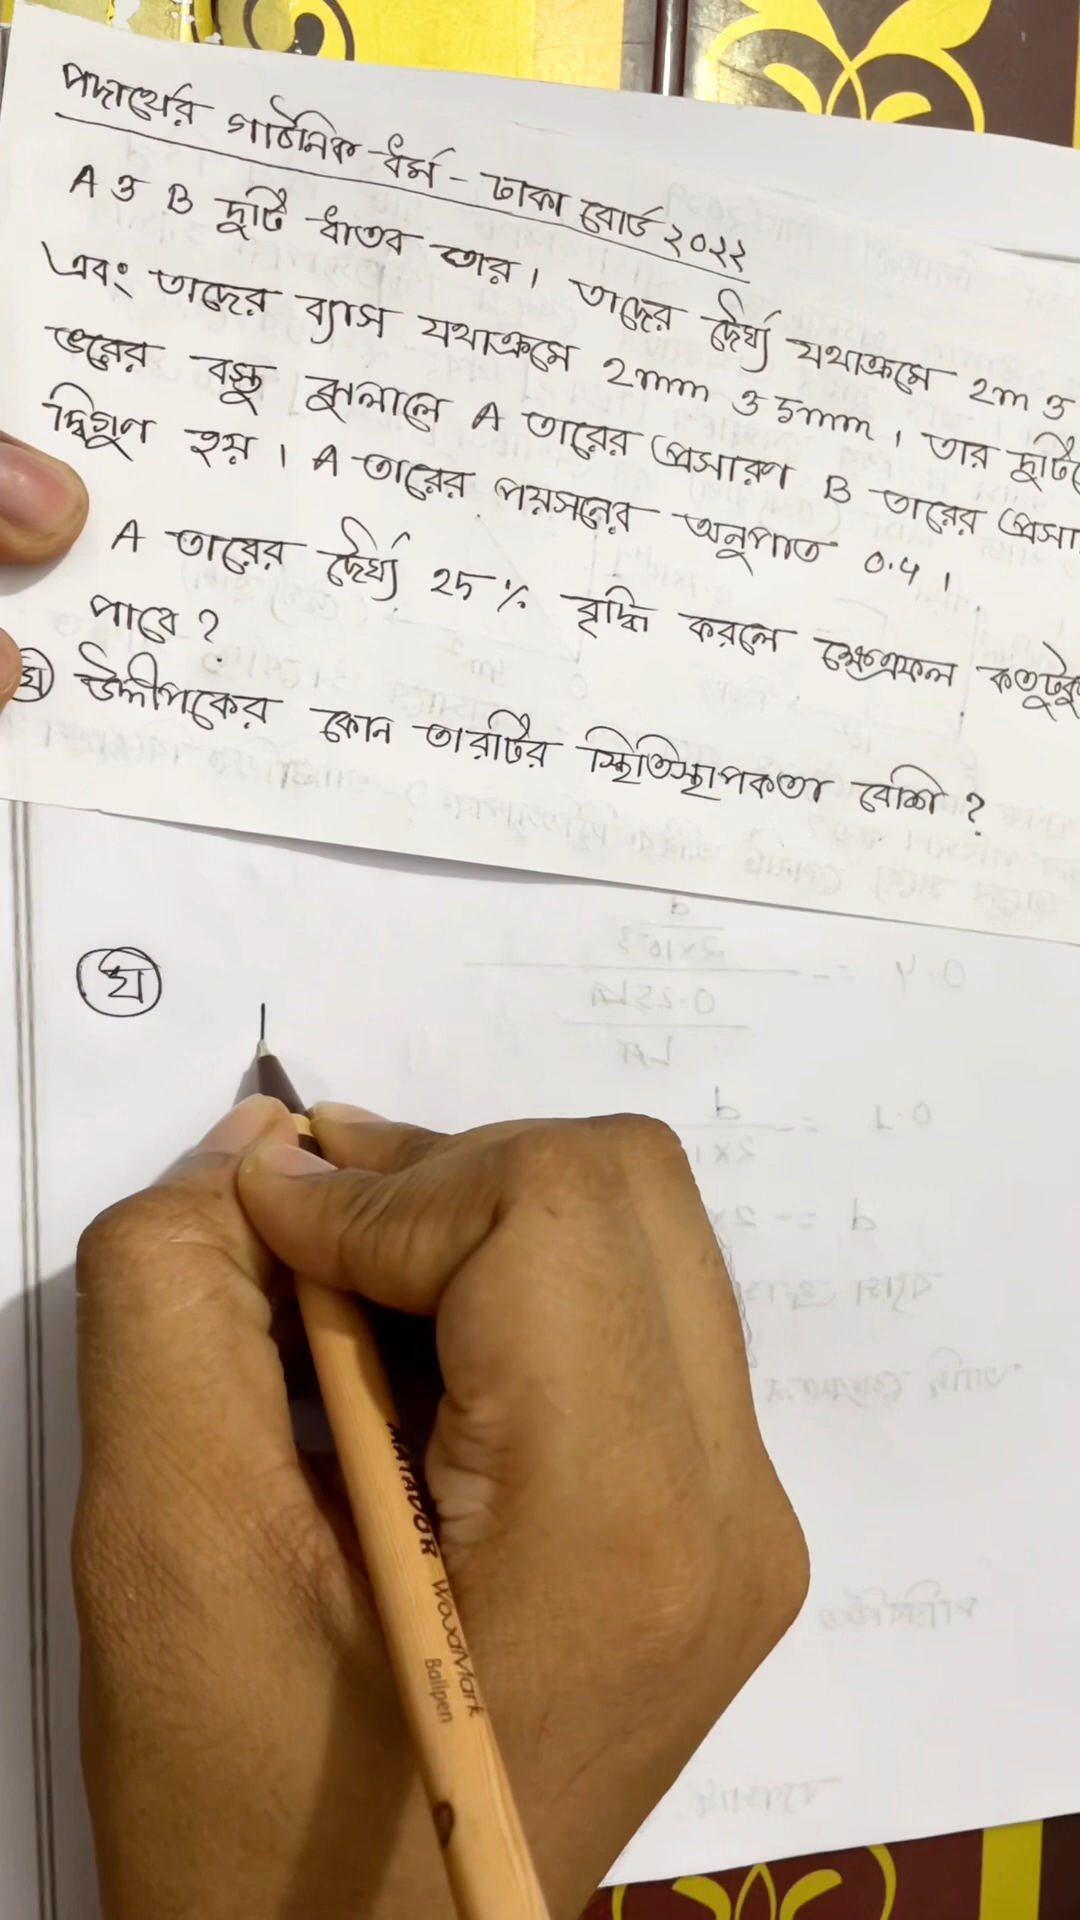 পদার্থের গাঠনিক ধর্ম - ঢাকা বোর্ড ২০২২
A ও B দুটি ধাতব তার। তাদের দৈর্ঘ্য যথাক্রমে 2m ও
এবং তাদের ব্যাস যথাক্রমে 2mm ও 5mm। তার দুটিতে
ভরের বস্তু ঝুলালে A তারের প্রসারণ B তারের
দ্বিগুণ হয়। A তারের পয়সনের অনুপাত 0.4।
A তারের দৈর্ঘ্য 25% বৃদ্ধি করলে ক্ষেত্রফল কতটুকু
পাবে?
ঘ উদ্দীপকের কোন তারটির স্থিতিস্থাপকতা বেশি?
ঘ
MATADOR WoodMark
Ballpen